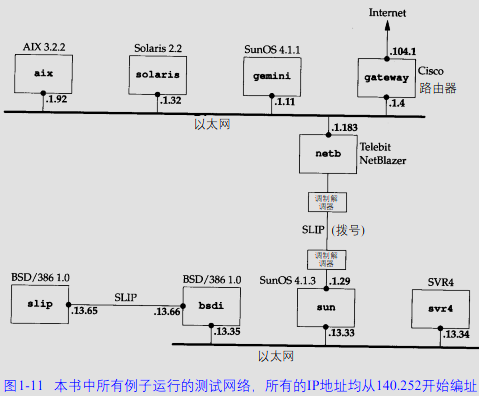 Internet
AIX 3.2.2
Solaris 2.2
SunOS 4.1.1
.104.1
aix
solaris
gemini
gateway
Cisco
路由器
.1.92
.1.32
.1.11
.1.4
以太网
.1.183
netb
Telebit
NetBlazer
调制解
调器
SLIP (拨号)
调制解
调器
BSD/386 1.0
BSD/386 1.0
SunOS 4.1.3
.1.29
SVR4
slip
SLIP
bsdi
sun
svr4
.13.65
.13.66
.13.35
.13.33
.13.34
以太网
图1-11 本书中所有例子运行的测试网络，所有的IP地址均从140.252开始编址